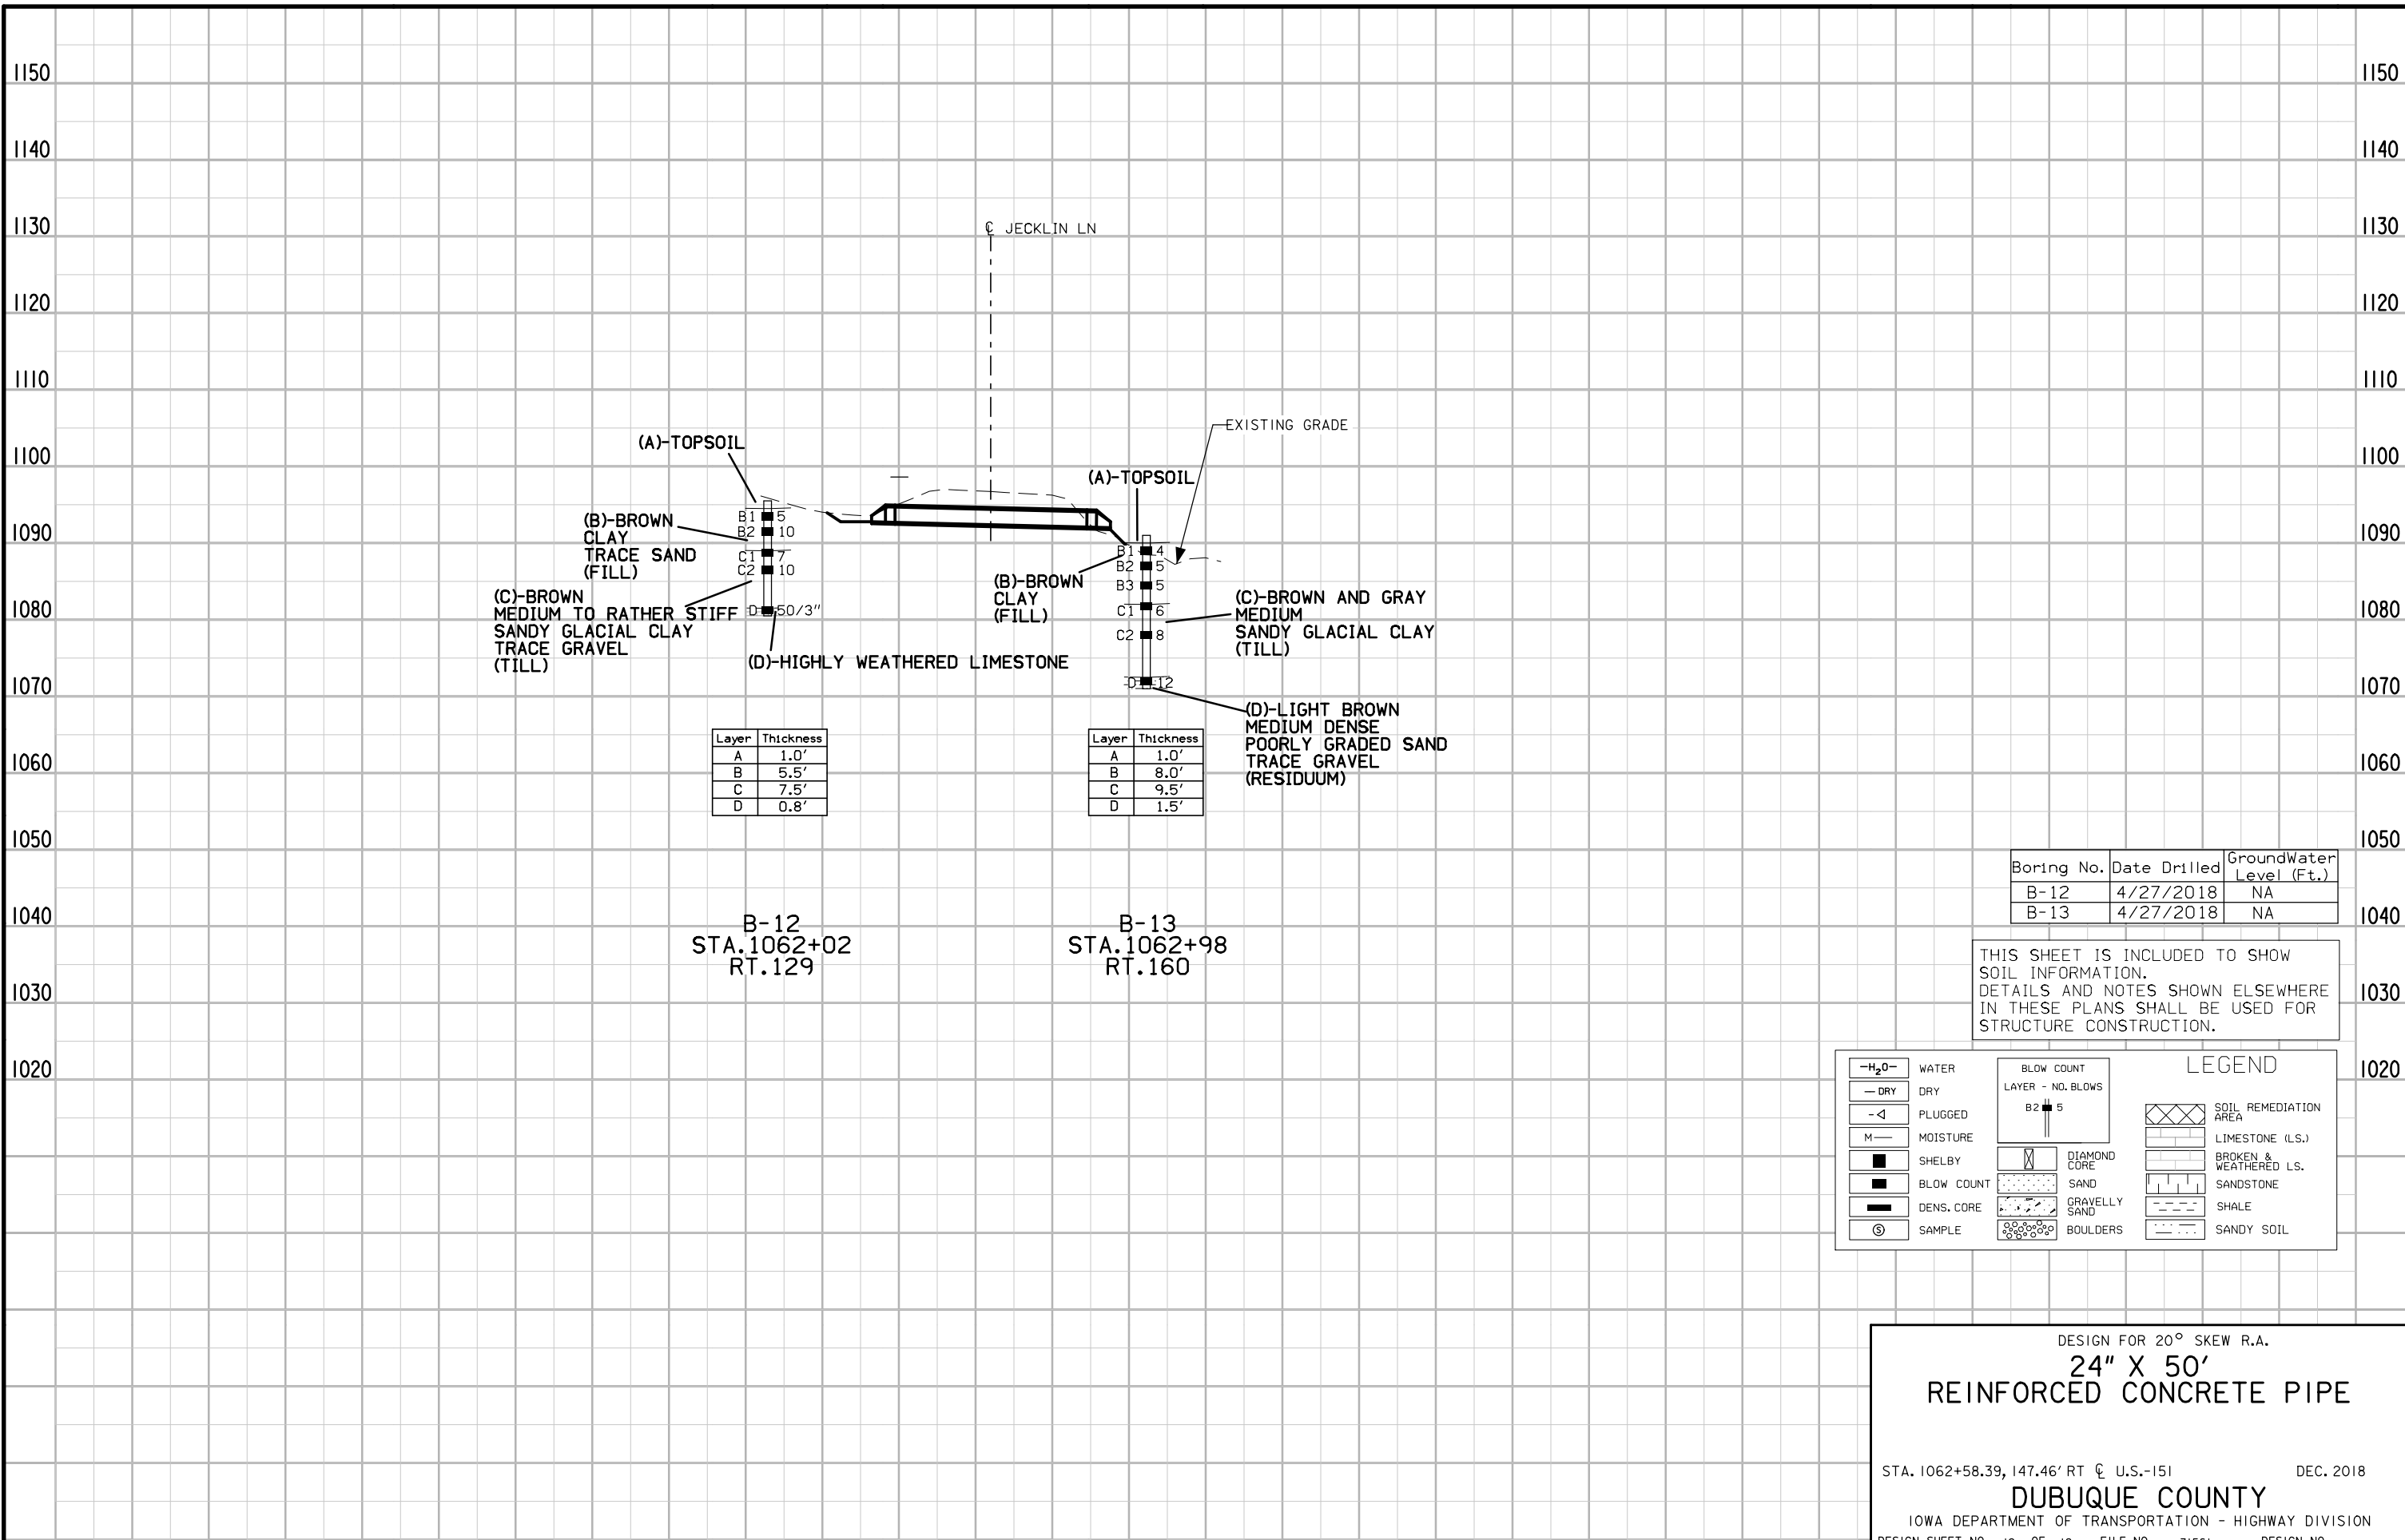 1150 1150
1140 1140
1130 1130
℄ JECKLIN LN
1120 1120
1110 1110
EXISTING GRADE
1100 1100
(A)-TOPSOIL
(A)-TOPSOIL
1090 1090
(B)-BROWN
CLAY
TRACE SAND
(FILL)
B1 5
B2 10
C1 7
C2 10
D 50/3"
(C)-BROWN
MEDIUM TO RATHER STIFF
SANDY GLACIAL CLAY
TRACE GRAVEL
(TILL)
(D)-HIGHLY WEATHERED LIMESTONE
B1 4
B2 5
B3 5
C1 6
C2 8
D 12
(B)-BROWN
CLAY
(FILL)
(C)-BROWN AND GRAY
MEDIUM
SANDY GLACIAL CLAY
(TILL)
1080 1080
1070 1070
(D)-LIGHT BROWN
MEDIUM DENSE
POORLY GRADED SAND
TRACE GRAVEL
(RESIDUUM)
Layer Thickness
A 1.0'
B 5.5'
C 7.5'
D 0.8'
Layer Thickness
A 1.0'
B 8.0'
C 9.5'
D 1.5'
1060 1060
1050 1050
1040 1040
B-12
STA.1062+02
RT.129
B-13
STA.1062+98
RT.160
1030 1030
1020 1020
Boring No. Date Drilled GroundWater Level (Ft.)
B-12 4/27/2018 NA
B-13 4/27/2018 NA
THIS SHEET IS INCLUDED TO SHOW
SOIL INFORMATION.
DETAILS AND NOTES SHOWN ELSEWHERE
IN THESE PLANS SHALL BE USED FOR
STRUCTURE CONSTRUCTION.
LEGEND
-H₂O- WATER
- DRY DRY
PLUGGED
M- MOISTURE
SHELBY
BLOW COUNT
DENS. CORE
S SAMPLE
BLOW COUNT
LAYER - NO. BLOWS
B2 5
DIAMOND
CORE
SAND
GRAVELLY
SAND
BOULDERS
SOIL REMEDIATION
AREA
LIMESTONE (LS.)
BROKEN &
WEATHERED LS.
SANDSTONE
SHALE
SANDY SOIL
DESIGN FOR 20° SKEW R.A.
24" X 50'
REINFORCED CONCRETE PIPE
STA. 1062+58.39, 147.46' RT ℄ U.S.-151 DEC. 2018
DUBUQUE COUNTY
IOWA DEPARTMENT OF TRANSPORTATION - HIGHWAY DIVISION
DESIGN SHEET NO. OF FILE NO. DESIGN NO.